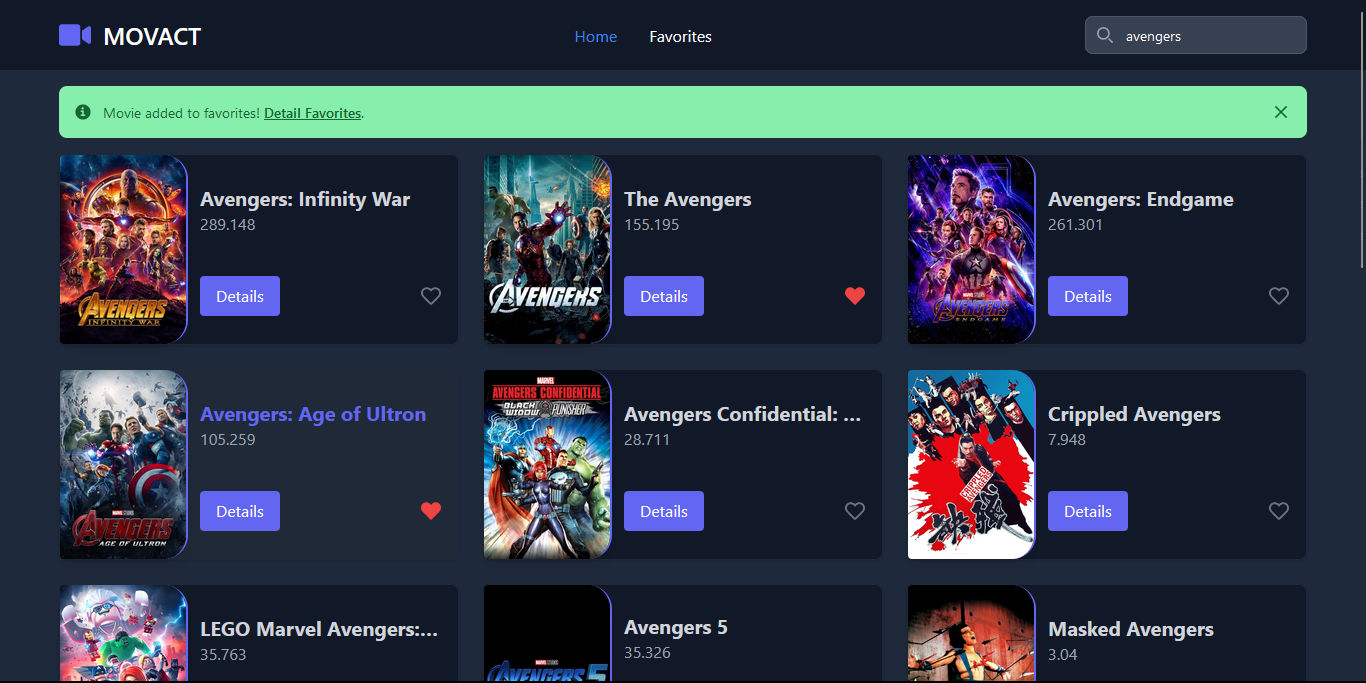 MOVACT
Home
Favorites
avengers
Movie added to favorites! Detail Favorites.
AVENGERS
INFINITY WAR
Avengers: Infinity War
289.148
Details
AVENGERS
The Avengers
155.195
Details
AVENGERS
ENDGAME
Avengers: Endgame
261.301
Details
AVENGERS
AGE OF ULTRON
Avengers: Age of Ultron
105.259
Details
MARVEL
AVENGERS CONFIDENTIAL
BLACK WIDOW PUNISHER
Avengers Confidential: ...
28.711
Details
CRIPPLED
AVENGERS
Crippled Avengers
7.948
Details
LEGO Marvel Avengers:...
35.763
AVENGERS 5
Avengers 5
35.326
Masked Avengers
3.04